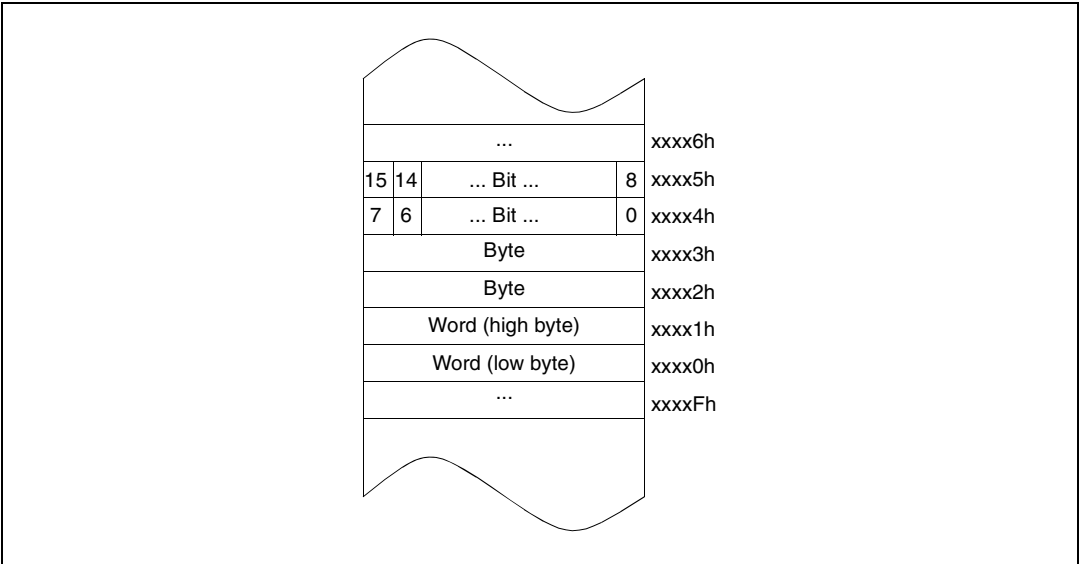 ... xxxx6h
15 14 ... Bit ... 8 xxxx5h
7 6 ... Bit ... 0 xxxx4h
Byte xxxx3h
Byte xxxx2h
Word (high byte) xxxx1h
Word (low byte) xxxx0h
... xxxxFh